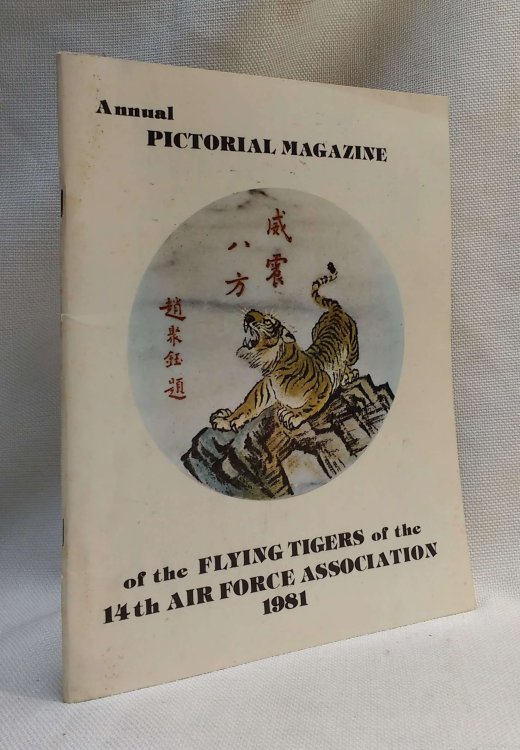 Annual
PICTORIAL MAGAZINE
威震
八方
趙聚鈺題
of the FLYING TIGERS of the
14th AIR FORCE ASSOCIATION
1981